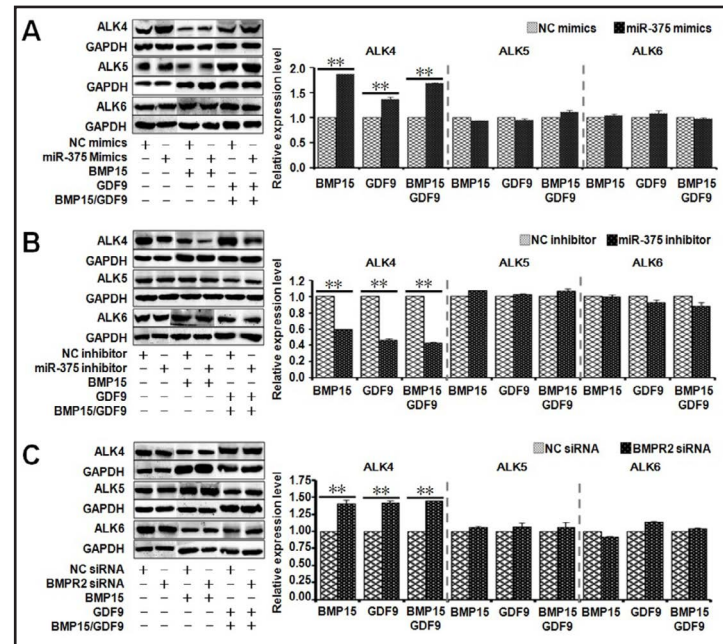 A
ALK4
GAPDH
ALK5
GAPDH
ALK6
GAPDH
NC mimics + − + − + −
miR-375 Mimics − + − + − +
BMP15 − − + + − −
GDF9 − − − − + +
BMP15/GDF9 − − − − + +
NC mimics miR-375 mimics
ALK4 ALK5 ALK6
Relative expression level
2.0
1.5
1.0
0.5
0.0
** ** **
BMP15 GDF9 BMP15 GDF9 BMP15 GDF9 BMP15 GDF9 BMP15 GDF9 BMP15 GDF9
B
ALK4
GAPDH
ALK5
GAPDH
ALK6
GAPDH
NC inhibitor + − + − + −
miR-375 inhibitor − + − + − +
BMP15 − − + + − −
GDF9 − − − − + +
BMP15/GDF9 − − − − + +
NC inhibitor miR-375 inhibitor
ALK4 ALK5 ALK6
Relative expression level
1.2
1.0
0.8
0.6
0.4
0.2
0.0
** ** **
BMP15 GDF9 BMP15 GDF9 BMP15 GDF9 BMP15 GDF9 BMP15 GDF9 BMP15 GDF9
C
ALK4
GAPDH
ALK5
GAPDH
ALK6
GAPDH
NC siRNA + − + − + −
BMPR2 siRNA − + − + − +
BMP15 − − + + − −
GDF9 − − − − + +
BMP15/GDF9 − − − − + +
NC siRNA BMPR2 siRNA
ALK4 ALK5 ALK6
Relative expression level
1.75
1.50
1.25
1.00
0.75
0.50
0.25
0.00
** ** **
BMP15 GDF9 BMP15 GDF9 BMP15 GDF9 BMP15 GDF9 BMP15 GDF9 BMP15 GDF9